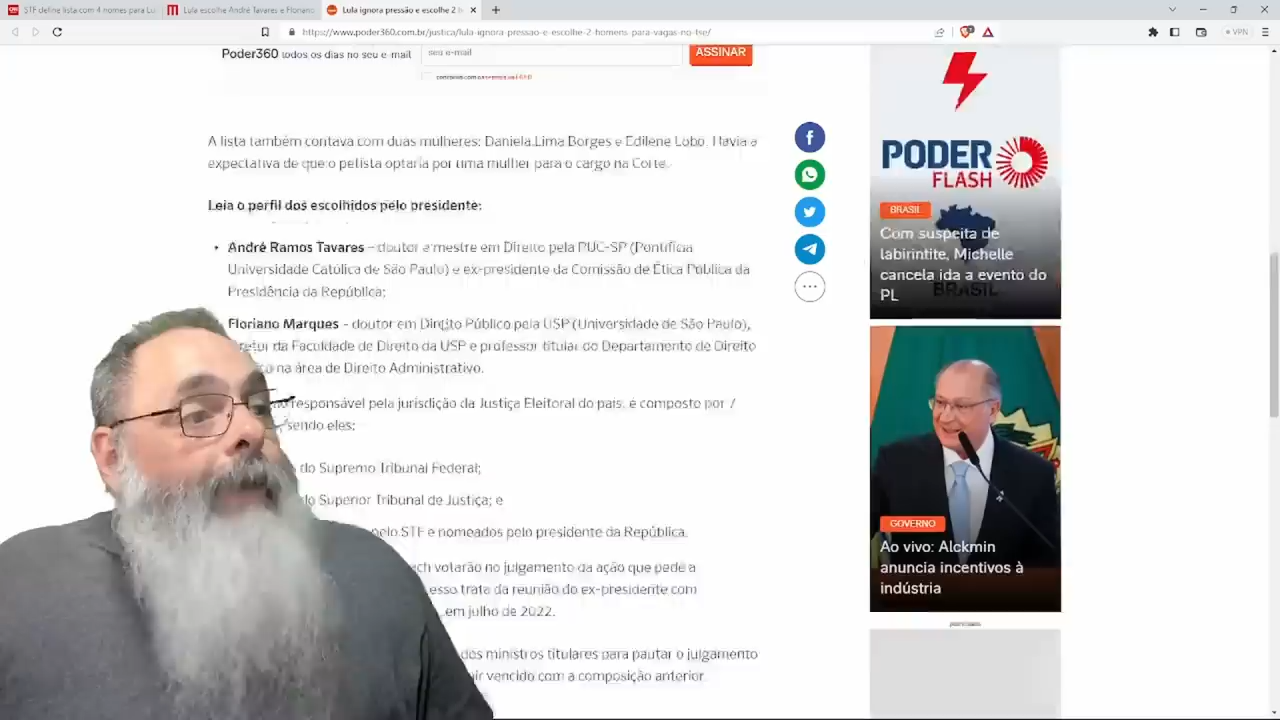 STF define lista com 4 nomes para Lu
Lula escolhe André Tavares e Floriano
Lula ignora pressão e escolhe 2 h
https://www.poder360.com.br/justica/lula-ignora-pressao-e-escolhe-2-homens-para-vagas-no-tse/
VPN
Poder360 todos os dias no seu e-mail
seu e-mail
ASSINAR
A lista também contava com duas mulheres: Daniela Lima Borges e Edilene Lobo. Havia a
expectativa de que o petista optaria por uma mulher para o cargo na Corte.
Leia o perfil dos escolhidos pelo presidente:
• André Ramos Tavares – doutor e mestre em Direito pela PUC-SP (Pontifícia
Universidade Católica de São Paulo) e ex-presidente da Comissão de Ética Pública da
Presidência da República;
Floriano Marques - doutor em Direito Público pela USP (Universidade de São Paulo),
da Faculdade de Direito da USP e professor titular do Departamento de Direito
na área de Direito Administrativo.
responsável pela jurisdição da Justiça Eleitoral do país, é composto por 7
sendo eles:
do Supremo Tribunal Federal;
Superior Tribunal de Justiça; e
pelo STF e nomeados pelo presidente da República.
votarão no julgamento da ação que pede a
trata da reunião do ex-presidente com
em julho de 2022.
dos ministros titulares para pautar o julgamento
vencido com a composição anterior.
PODER
FLASH
BRASIL
Com suspeita de
labirintite, Michelle
cancela ida a evento do
PL
BRASIL
GOVERNO
Ao vivo: Alckmin
anuncia incentivos à
indústria